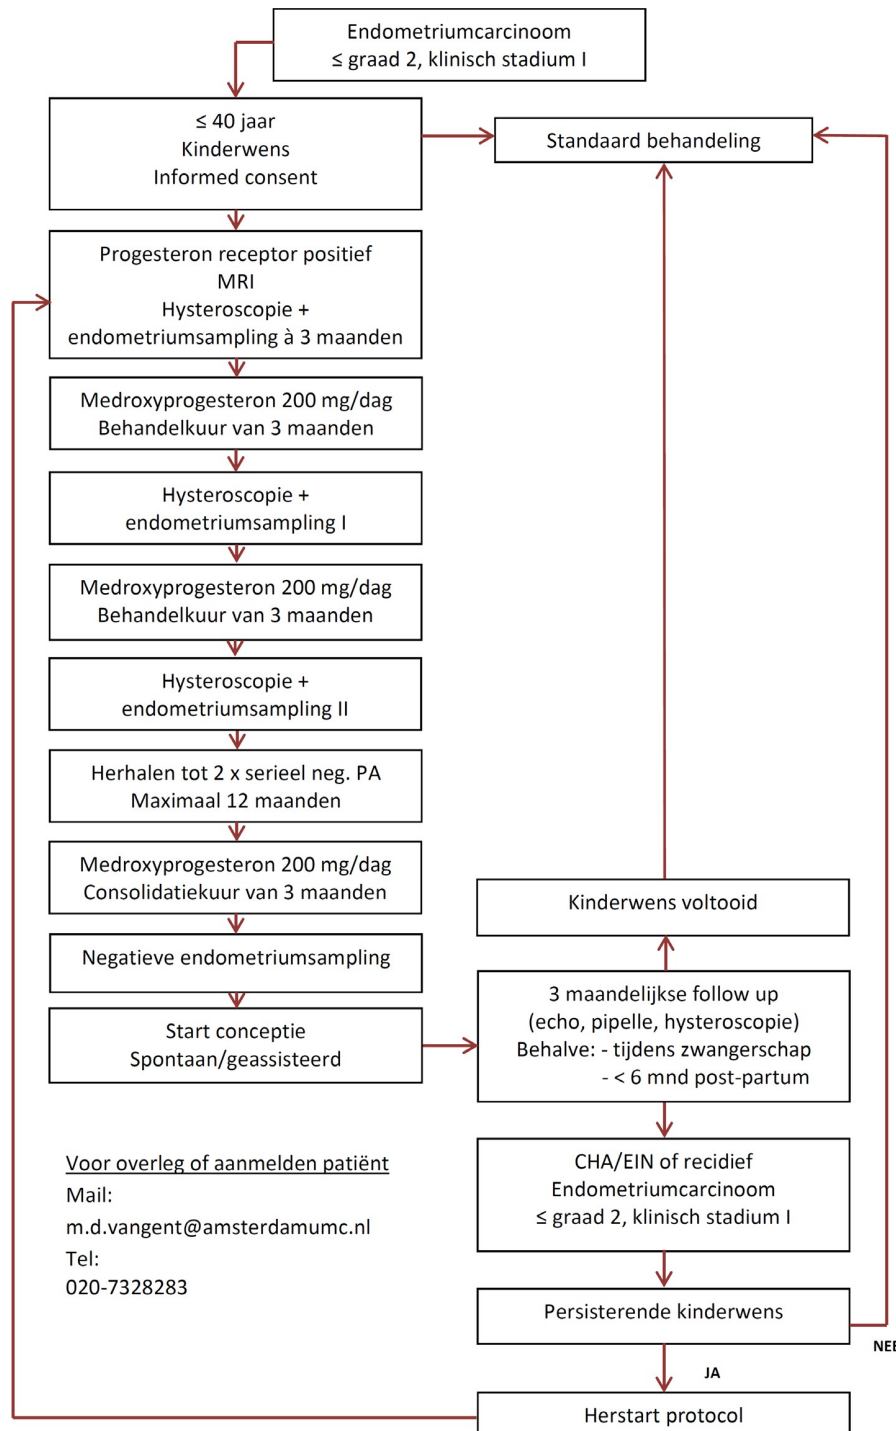 Endometriumcarcinoom
≤ graad 2, klinisch stadium I
≤ 40 jaar
Kinderwens
Informed consent
Standaard behandeling
Progesteron receptor positief
MRI
Hysteroscopie +
endometriumsampling à 3 maanden
Medroxyprogesteron 200 mg/dag
Behandelkuur van 3 maanden
Hysteroscopie +
endometriumsampling I
Medroxyprogesteron 200 mg/dag
Behandelkuur van 3 maanden
Hysteroscopie +
endometriumsampling II
Herhalen tot 2 x serieel neg. PA
Maximaal 12 maanden
Medroxyprogesteron 200 mg/dag
Consolidatiekuur van 3 maanden
Negatieve endometriumsampling
Start conceptie
Spontaan/geassisteerd
Kinderwens voltooid
3 maandelijkse follow up
(echo, pipelle, hysteroscopie)
Behalve: - tijdens zwangerschap
- < 6 mnd post-partum
CHA/EIN of recidief
Endometriumcarcinoom
≤ graad 2, klinisch stadium I
Persisterende kinderwens
NEE
JA
Herstart protocol
Voor overleg of aanmelden patiënt
Mail:
m.d.vangent@amsterdamumc.nl
Tel:
020-7328283